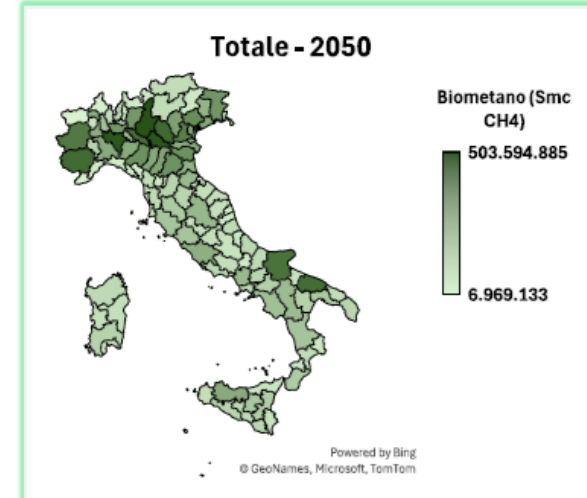 Totale - 2050
Biometano (Smc
CH4)
503.594.885
6.969.133
Powered by Bing
© GeoNames, Microsoft, TomTom